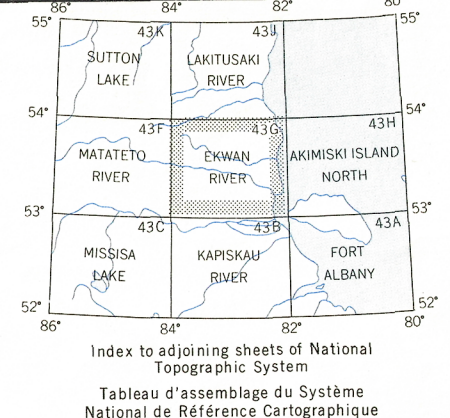 86° 84° 82° 80
55° 55°
43K 43J
SUTTON LAKITUSAKI
LAKE RIVER
54° 54°
43F 43G 43H
MATATETO EKWAN AKIMISKI ISLAND
RIVER RIVER NORTH
53° 53°
43C 43B 43A
MISSISA KAPISKAU FORT
LAKE RIVER ALBANY
52° 52°
86° 84° 82° 80°
Index to adjoining sheets of National
Topographic System
Tableau d'assemblage du Système
National de Référence Cartographique